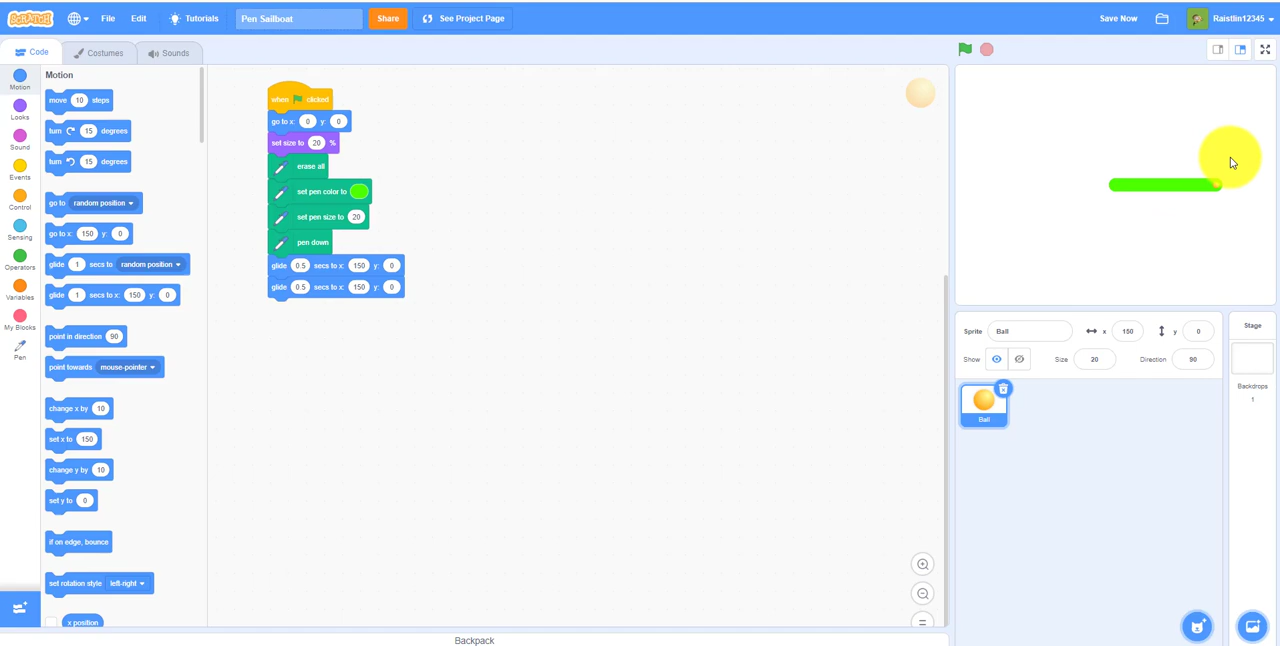 SCRATCH File Edit Tutorials Pen Sailboat Share See Project Page Save Now Raistlin12345
Code Costumes Sounds
Motion
Looks
Sound
Events
Control
Sensing
Operators
Variables
My Blocks
Pen
Motion
move 10 steps
turn 15 degrees
turn 15 degrees
go to random position
go to x: 150 y: 0
glide 1 secs to random position
glide 1 secs to x: 150 y: 0
point in direction 90
point towards mouse-pointer
change x by 10
set x to 150
change y by 10
set y to 0
if on edge, bounce
set rotation style left-right
x position
when clicked
go to x: 0 y: 0
set size to 20 %
erase all
set pen color to
set pen size to 20
pen down
glide 0.5 secs to x: 150 y: 0
glide 0.5 secs to x: 150 y: 0
Sprite Ball x 150 y 0
Show Size 20 Direction 90
Ball
Stage
Backdrops
1
Backpack